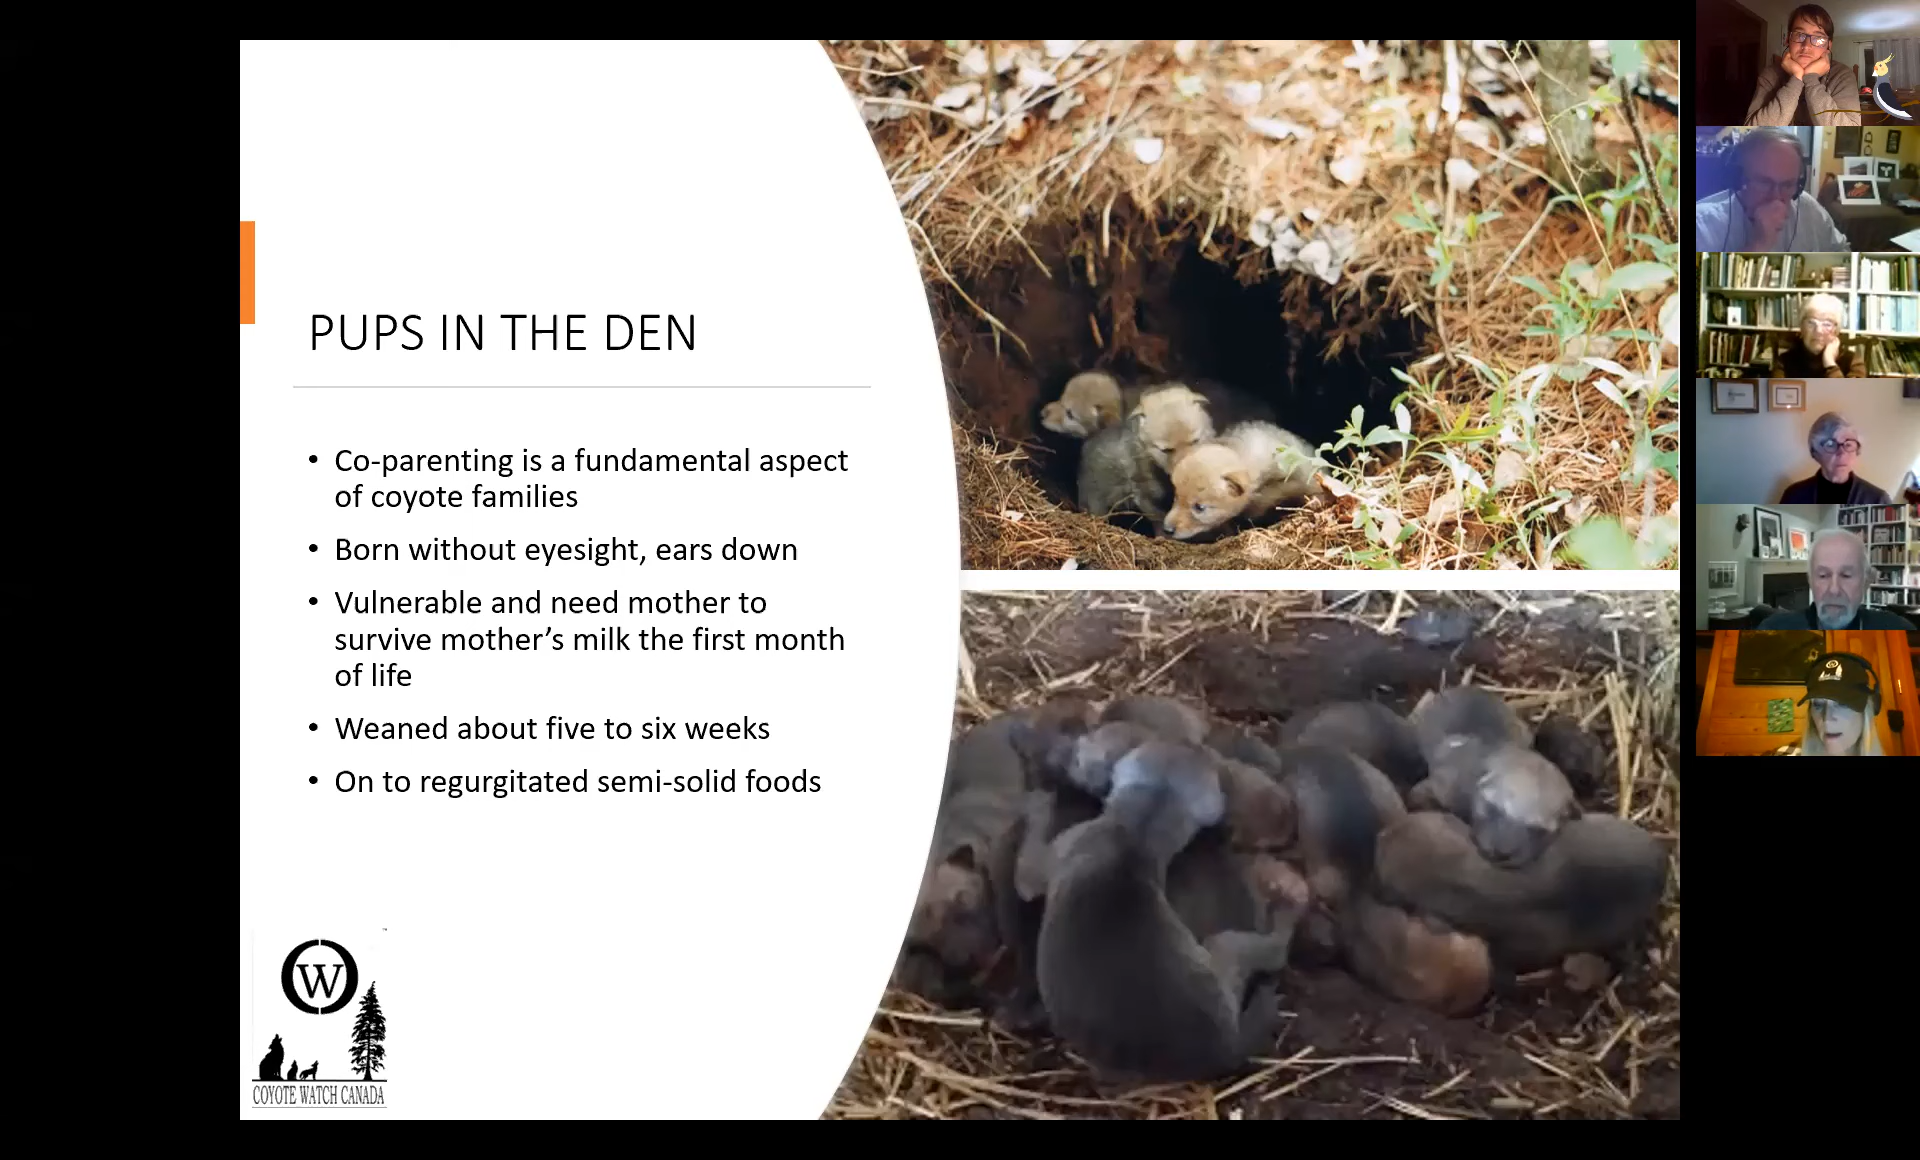 PUPS IN THE DEN
• Co-parenting is a fundamental aspect
of coyote families
• Born without eyesight, ears down
• Vulnerable and need mother to
survive mother’s milk the first month
of life
• Weaned about five to six weeks
• On to regurgitated semi-solid foods
W
COYOTE WATCH CANADA